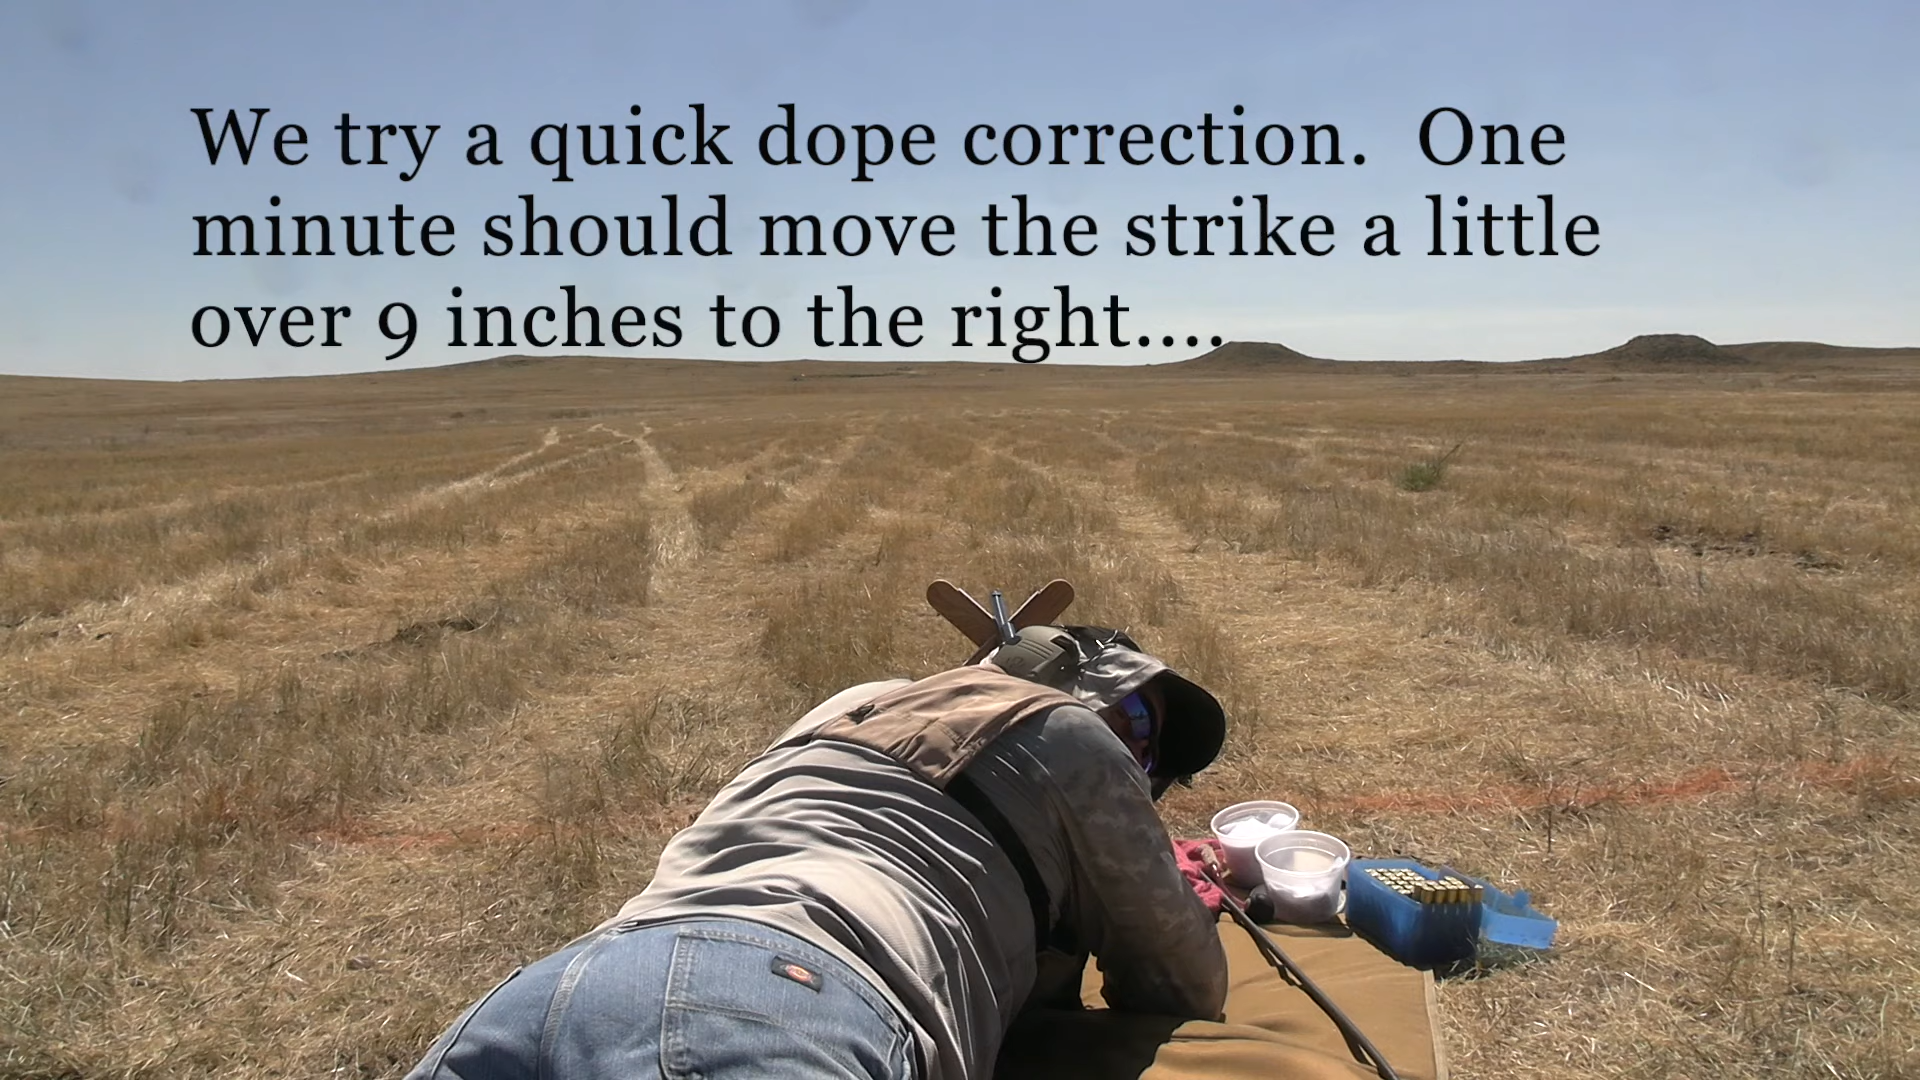 We try a quick dope correction.  One
minute should move the strike a little
over 9 inches to the right....